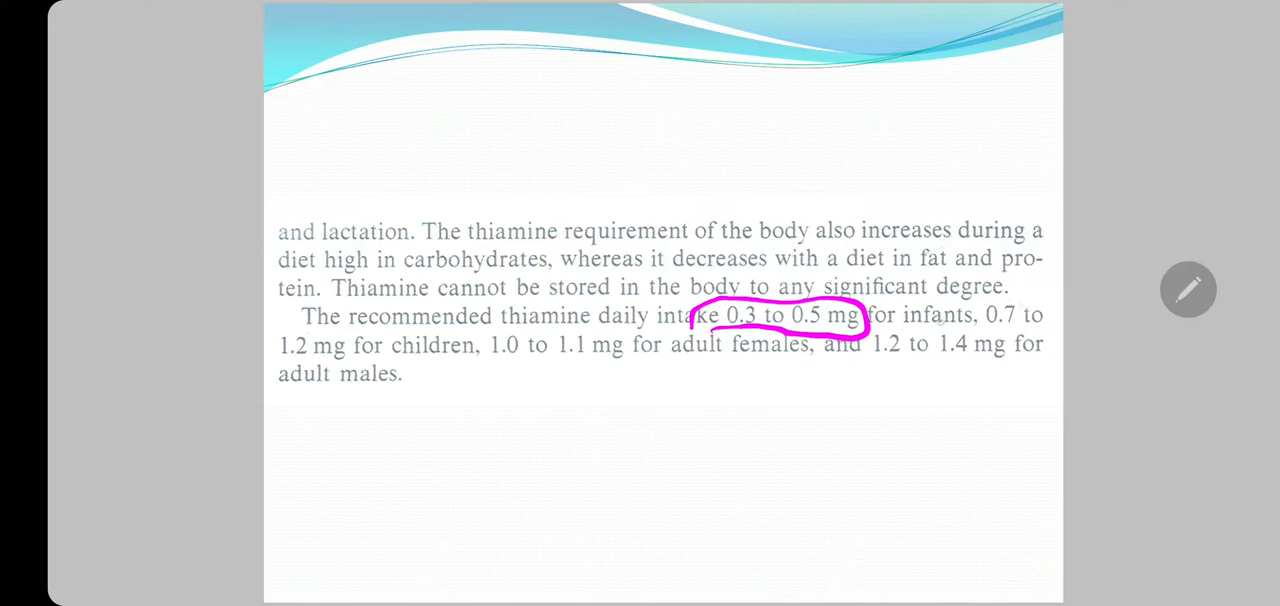 and lactation. The thiamine requirement of the body also increases during a
diet high in carbohydrates, whereas it decreases with a diet in fat and pro-
tein. Thiamine cannot be stored in the body to any significant degree.
The recommended thiamine daily intake 0.3 to 0.5 mg for infants, 0.7 to
1.2 mg for children, 1.0 to 1.1 mg for adult females, and 1.2 to 1.4 mg for
adult males.